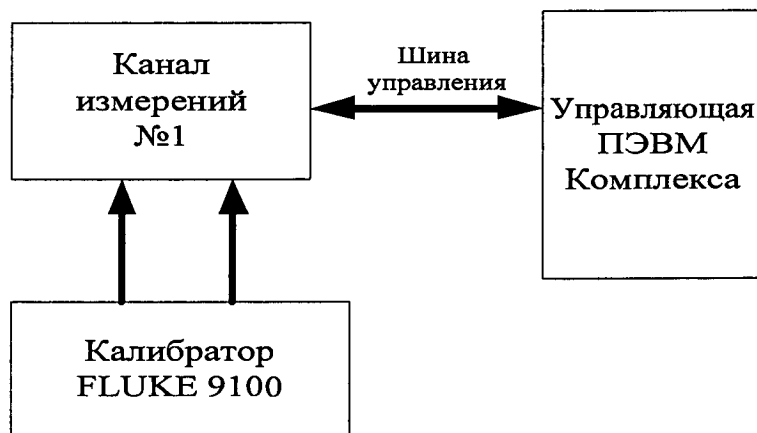 Канал
измерений
№1
Шина
управления
Управляющая
ПЭВМ
Комплекса
Калибратор
FLUKE 9100